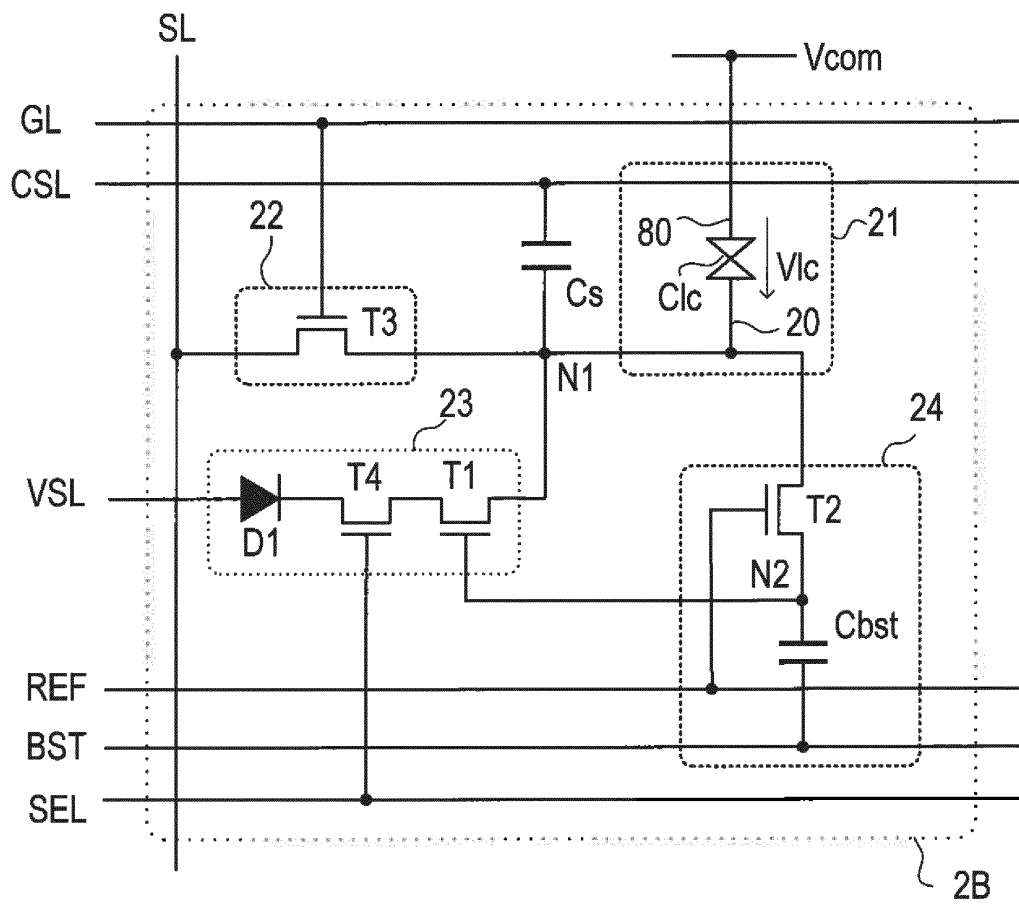 SL
Vcom
GL
CSL
22
80
21
Vlc
Clc
Cs
T3
20
N1
23
24
T4
T1
VSL
D1
T2
N2
Cbst
REF
BST
SEL
2B